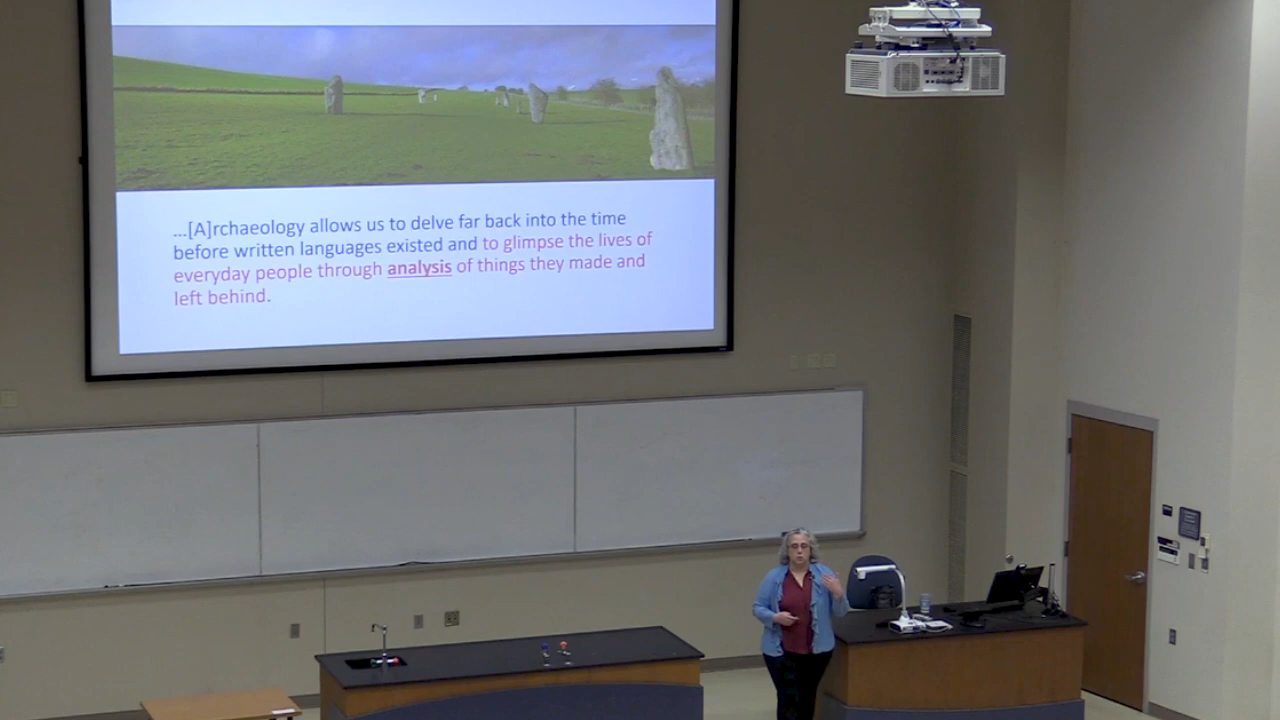 ...[A]rchaeology allows us to delve far back into the time
before written languages existed and to glimpse the lives of
everyday people through analysis of things they made and
left behind.